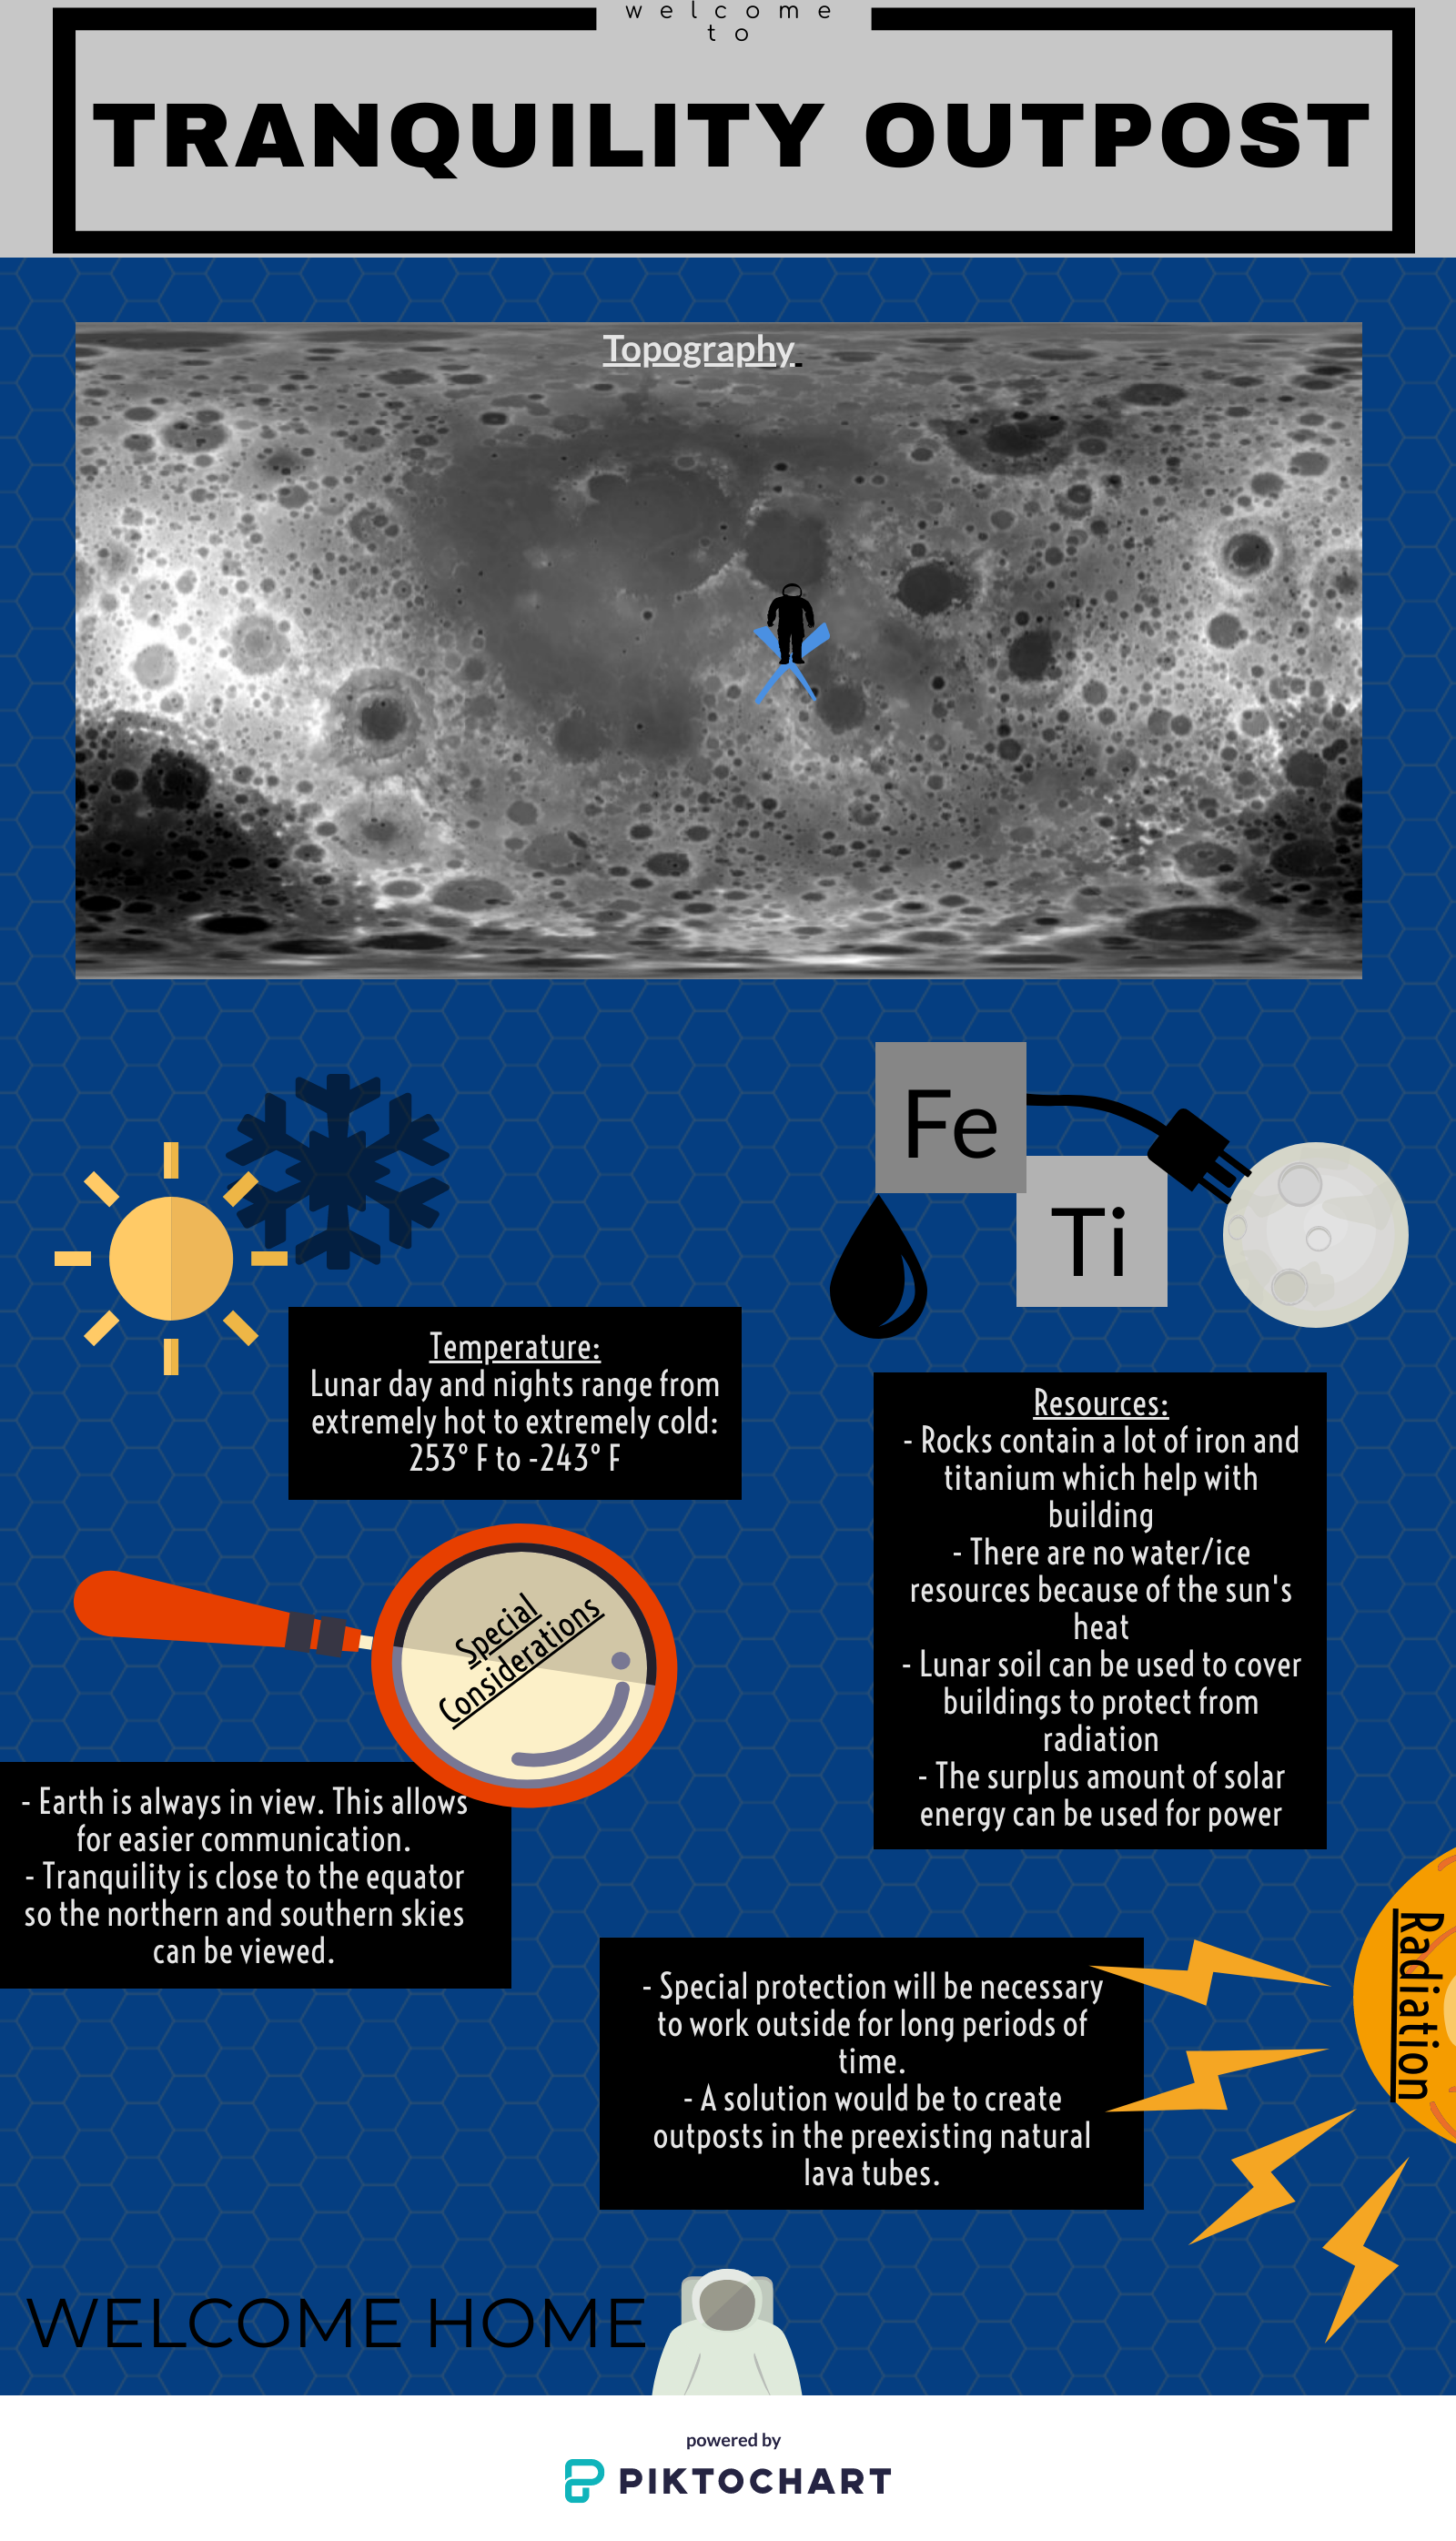 welcome
to
TRANQUILITY OUTPOST
Topography
Fe
Ti
Temperature:
Lunar day and nights range from
extremely hot to extremely cold:
253° F to -243° F
Resources:
- Rocks contain a lot of iron and
titanium which help with
building
- There are no water/ice
resources because of the sun's
heat
- Lunar soil can be used to cover
buildings to protect from
radiation
- The surplus amount of solar
energy can be used for power
Special
Considerations
- Earth is always in view. This allows
for easier communication.
- Tranquility is close to the equator
so the northern and southern skies
can be viewed.
Radiation
- Special protection will be necessary
to work outside for long periods of
time.
- A solution would be to create
outposts in the preexisting natural
lava tubes.
WELCOME HOME
powered by
PIKTOCHART